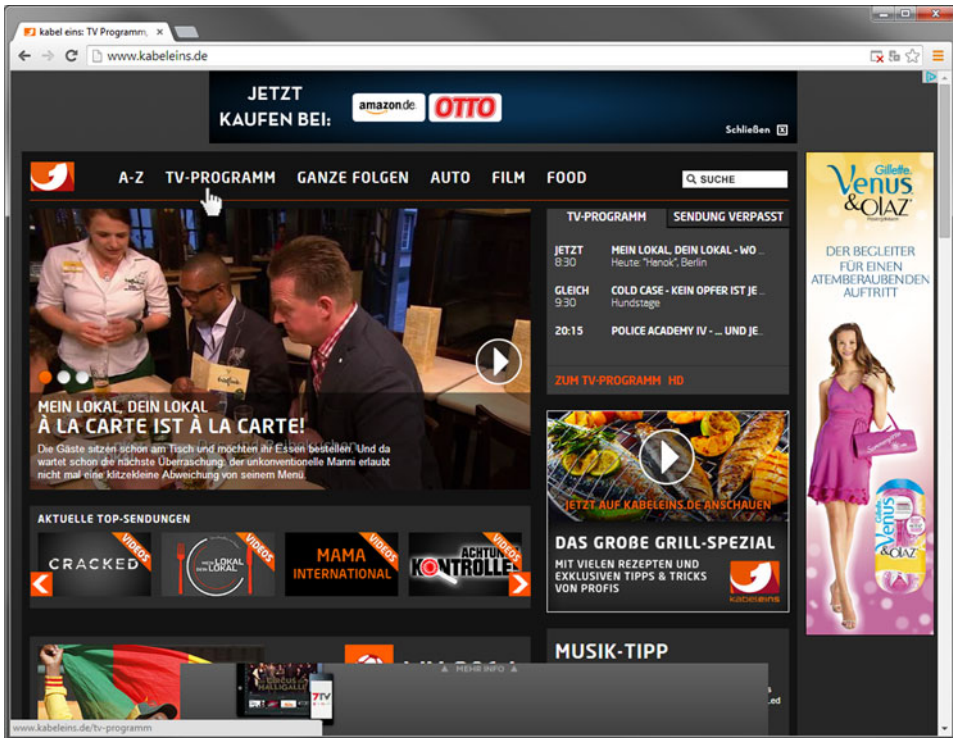 kabel eins: TV Programm,
www.kabeleins.de
JETZT
KAUFEN BEI:
amazon.de
OTTO
Schließen
A-Z TV-PROGRAMM GANZE FOLGEN AUTO FILM FOOD
SUCHE
TV-PROGRAMM SENDUNG VERPASST
JETZT MEIN LOKAL, DEIN LOKAL - WO ...
8:30 Heute: "Hanok", Berlin
GLEICH COLD CASE - KEIN OPFER IST JE ...
9:30 Hundstage
20:15 POLICE ACADEMY IV - ... UND JE...
ZUM TV-PROGRAMM HD
MEIN LOKAL, DEIN LOKAL
À LA CARTE IST À LA CARTE!
Die Gäste sitzen schon am Tisch und möchten ihr Essen bestellen. Und da
wartet schon die nächste Überraschung: der unkonventionelle Manni erlaubt
nicht mal eine klitzekleine Abweichung von seinem Menü.
JETZT AUF KABELEINS.DE ANSCHAUEN
DAS GROßE GRILL-SPEZIAL
MIT VIELEN REZEPTEN UND
EXKLUSIVEN TIPPS & TRICKS
VON PROFIS
kabeleins
AKTUELLE TOP-SENDUNGEN
CRACKED
VIDEOS
MEIN LOKAL
DEIN LOKAL
VIDEOS
MAMA
INTERNATIONAL
VIDEOS
ACHTUNG
KONTROLLE
VIDEOS
MUSIK-TIPP
MEHR INFO
CIRCUS
HALLIGALLI
7TV
Gillette
Venus
&OLAZ
DER BEGLEITER
FÜR EINEN
ATEMBERAUBENDEN
AUFTRITT
Gillette
Venus
&OLAZ
www.kabeleins.de/tv-programm